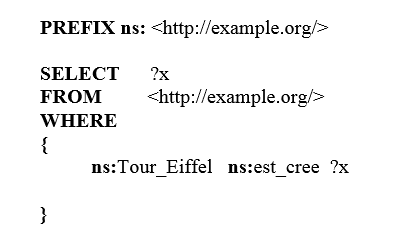 PREFIX ns: <http://example.org/>
SELECT ?x
FROM <http://example.org/>
WHERE
{
ns:Tour_Eiffel ns:est_cree ?x
}